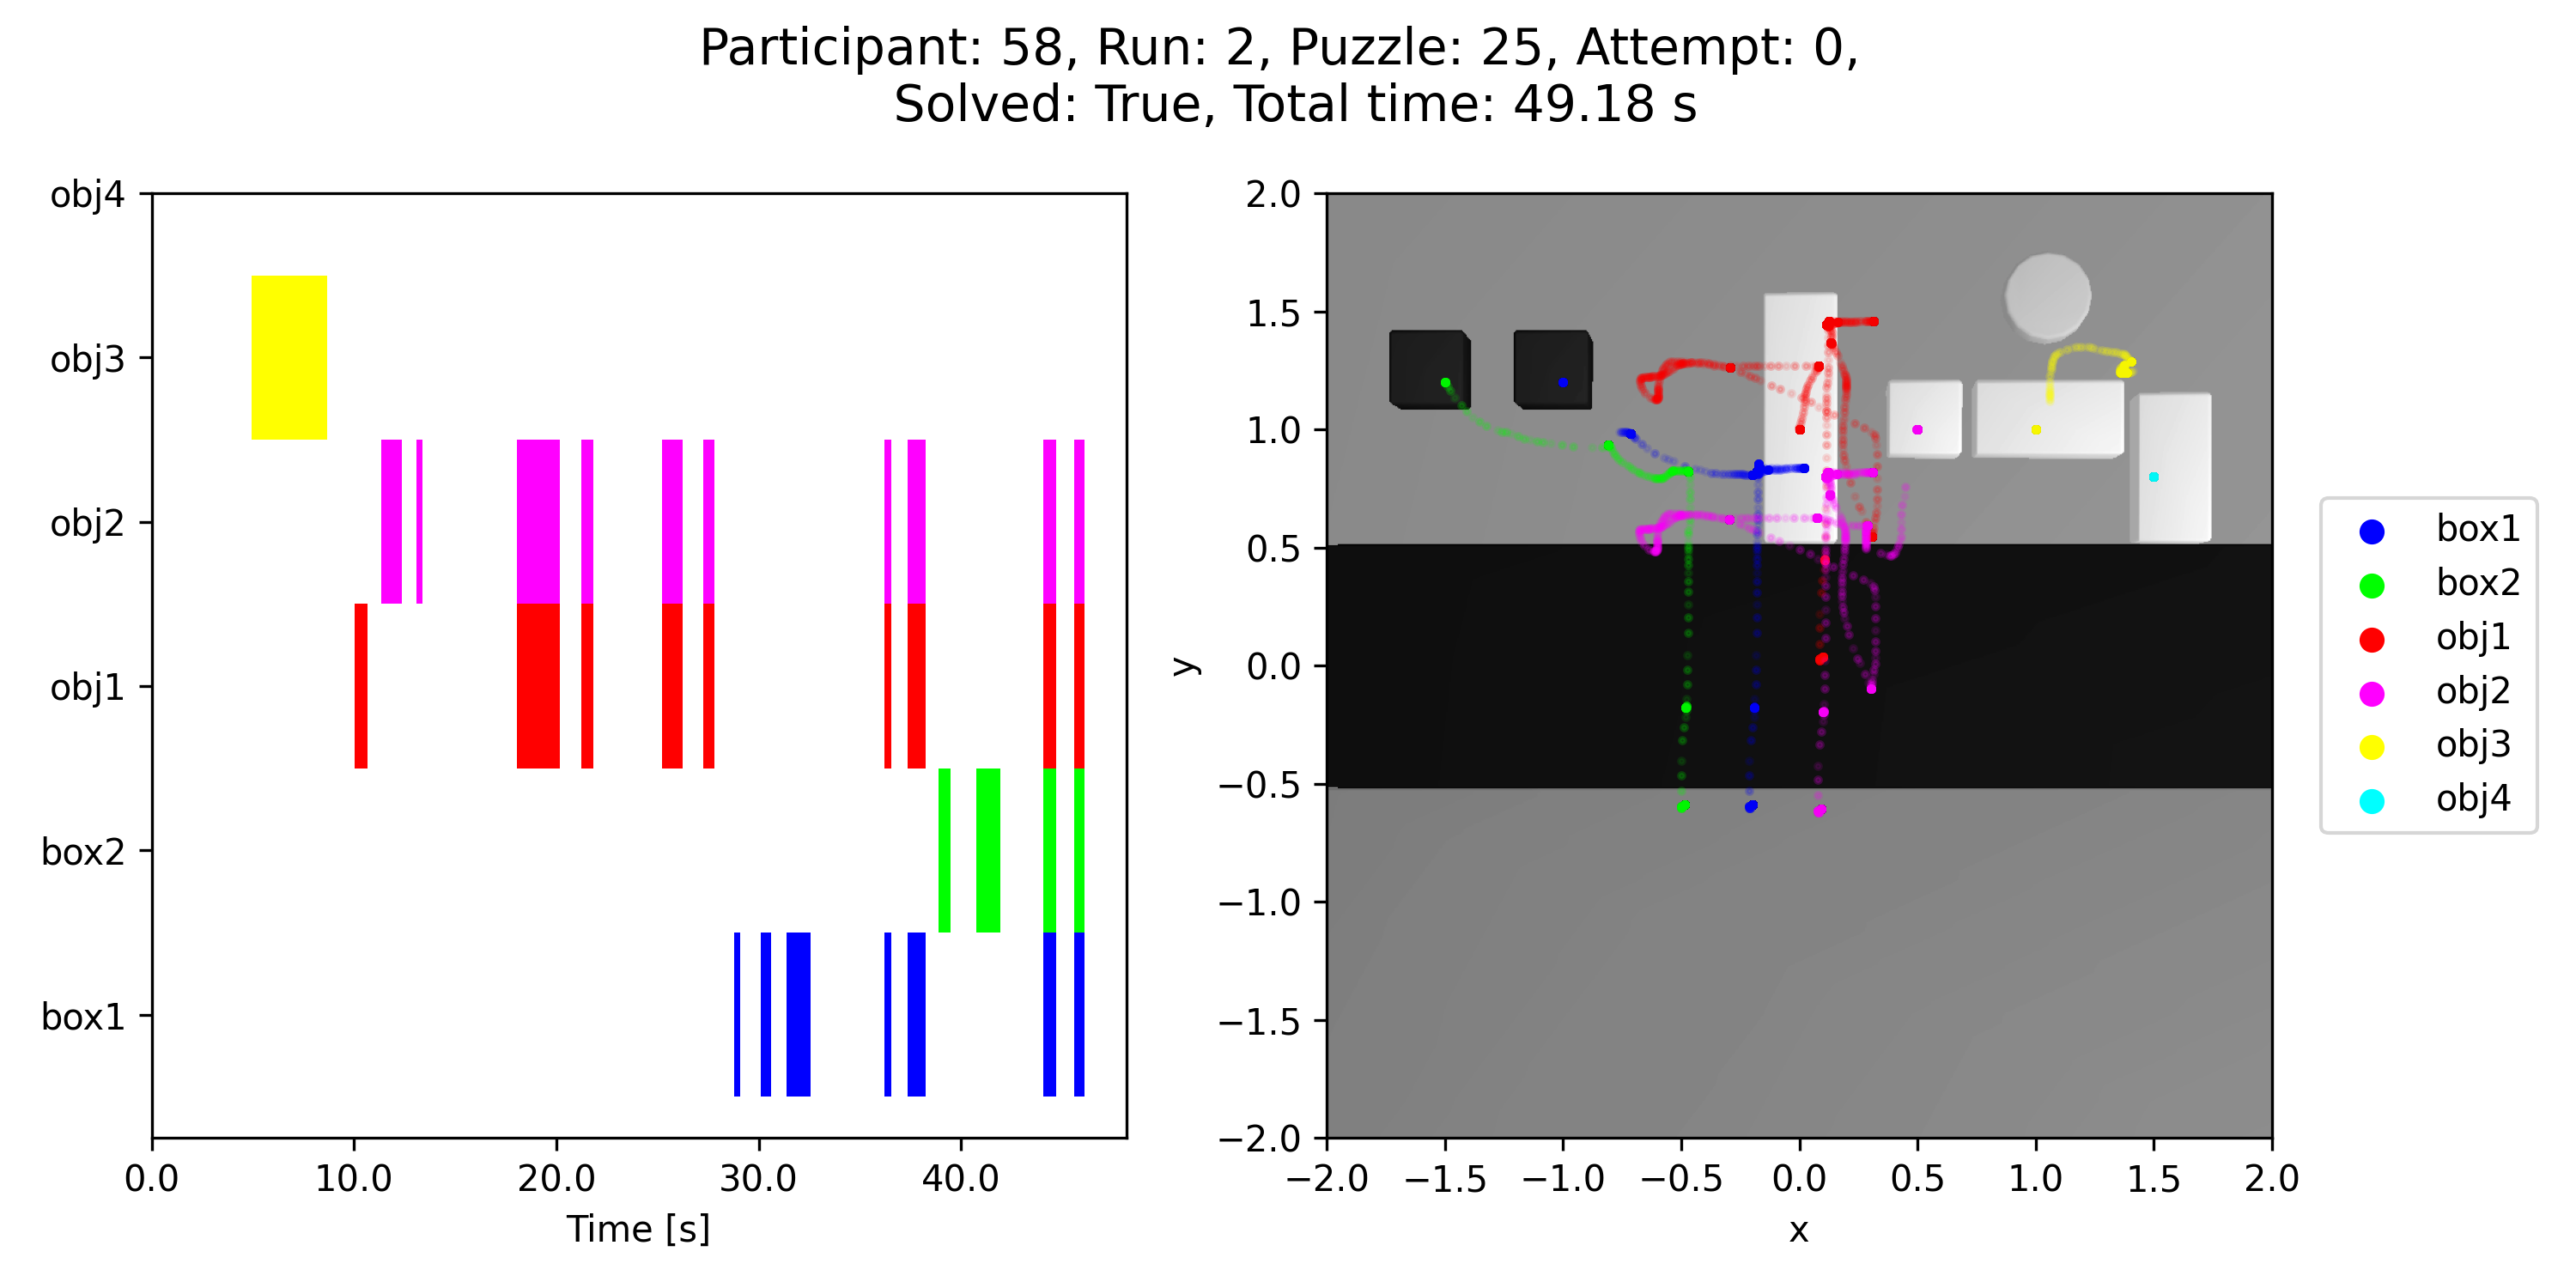 Participant: 58, Run: 2, Puzzle: 25, Attempt: 0,
Solved: True, Total time: 49.18 s
obj4
obj3
obj2
obj1
box2
box1
0.0 10.0 20.0 30.0 40.0
Time [s]
2.0
1.5
1.0
0.5
0.0
−0.5
−1.0
−1.5
−2.0
y
−2.0 −1.5 −1.0 −0.5 0.0 0.5 1.0 1.5 2.0
x
box1
box2
obj1
obj2
obj3
obj4